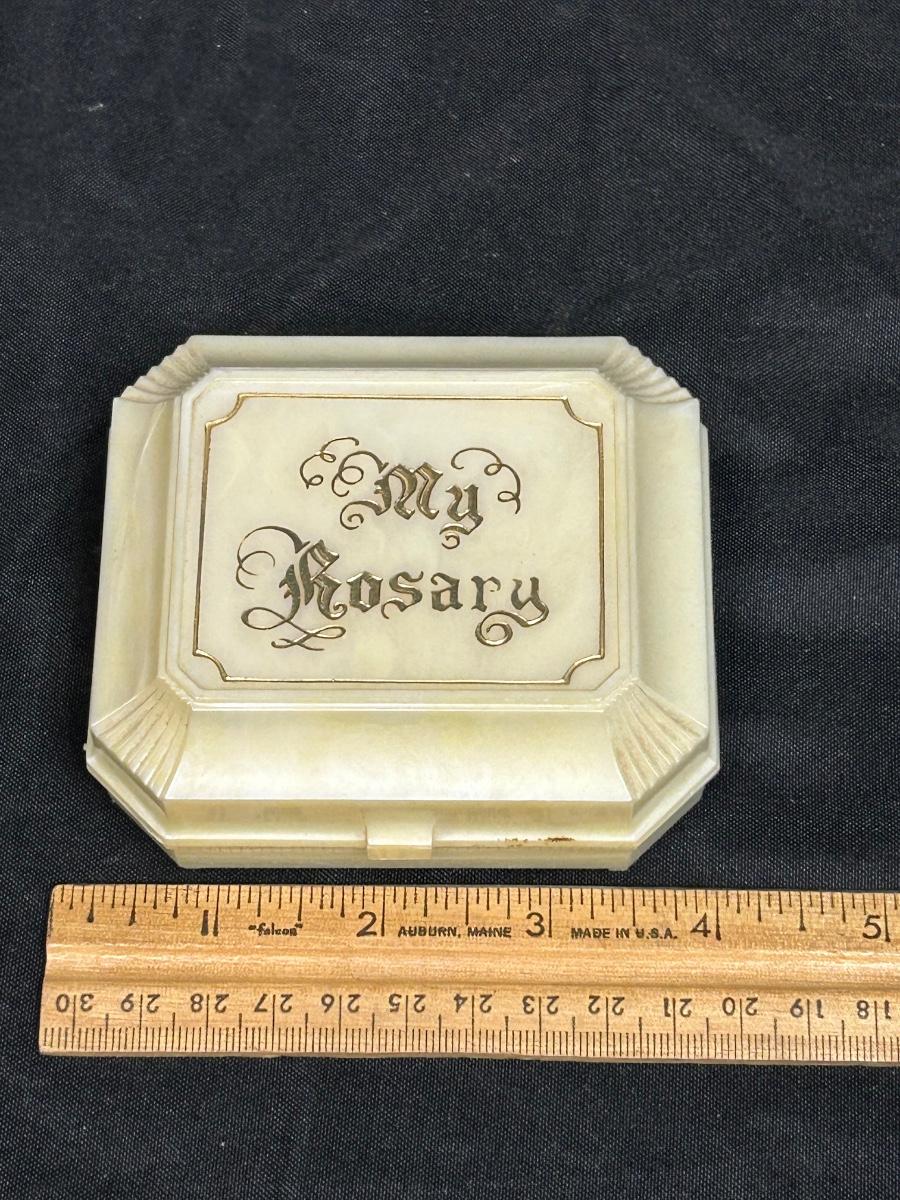 My
Rosary
1 "falcon" 2 AUBURN, MAINE 3 MADE IN U.S.A. 4 5
30 29 28 27 26 25 24 23 22 21 20 19 18